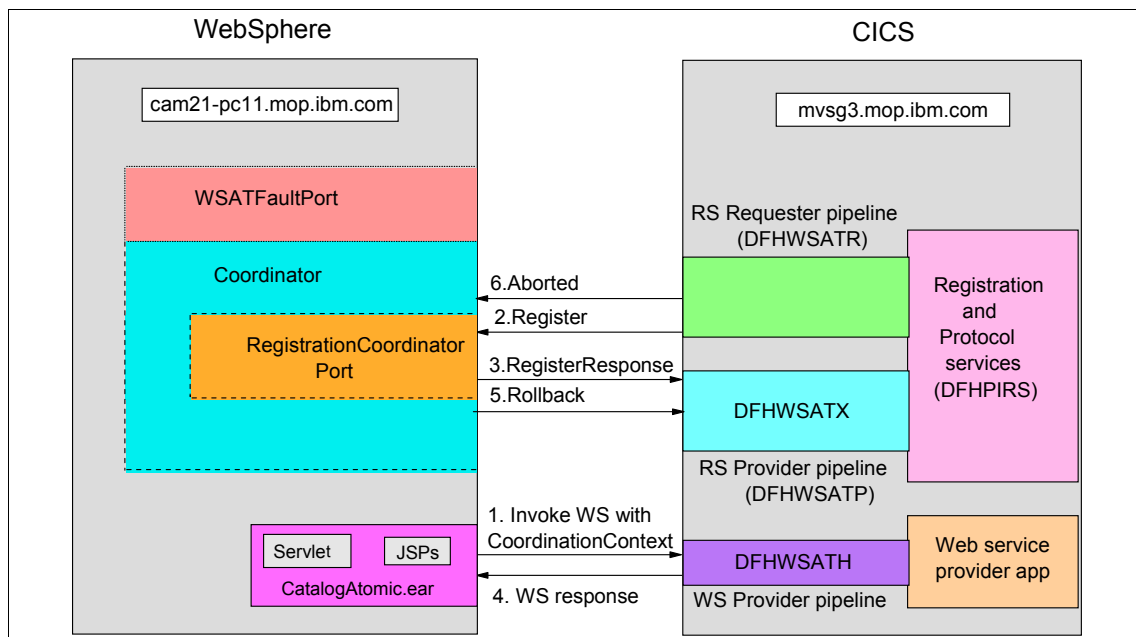 WebSphere
CICS
cam21-pc11.mop.ibm.com
mvsg3.mop.ibm.com
WSATFaultPort
RS Requester pipeline
(DFHWSATR)
Coordinator
6.Aborted
Registration
and
Protocol
services
(DFHPIRS)
2.Register
RegistrationCoordinator
Port
3.RegisterResponse
5.Rollback
DFHWSATX
RS Provider pipeline
(DFHWSATP)
1. Invoke WS with
CoordinationContext
Servlet
JSPs
CatalogAtomic.ear
DFHWSATH
Web service
provider app
4. WS response
WS Provider pipeline